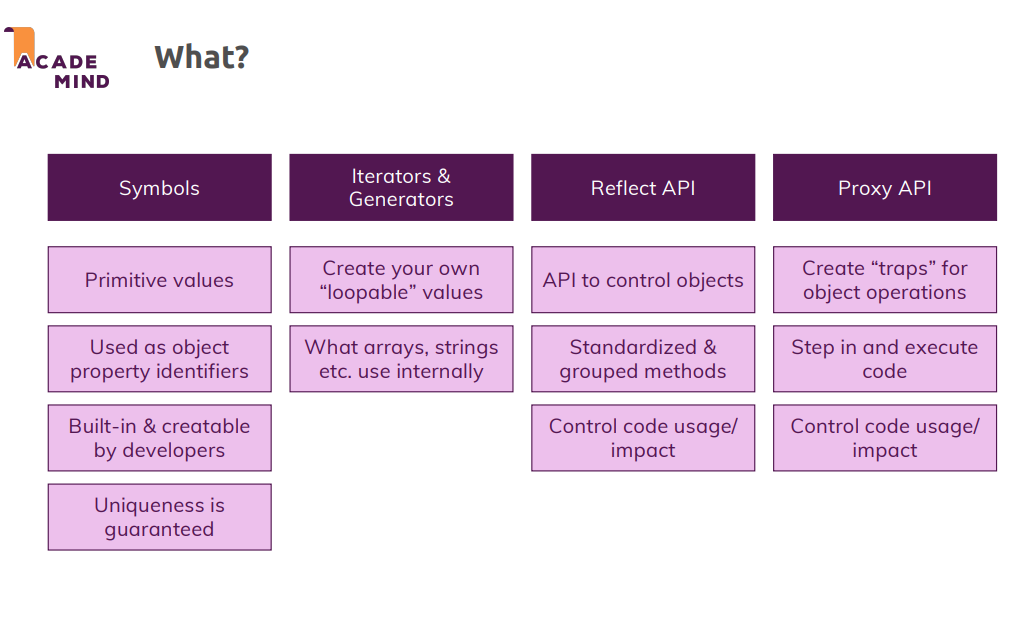 ACADE
MIND
What?
Symbols
Primitive values
Used as object
property identifiers
Built-in & creatable
by developers
Uniqueness is
guaranteed
Iterators &
Generators
Create your own
“loopable” values
What arrays, strings
etc. use internally
Reflect API
API to control objects
Standardized &
grouped methods
Control code usage/
impact
Proxy API
Create “traps” for
object operations
Step in and execute
code
Control code usage/
impact